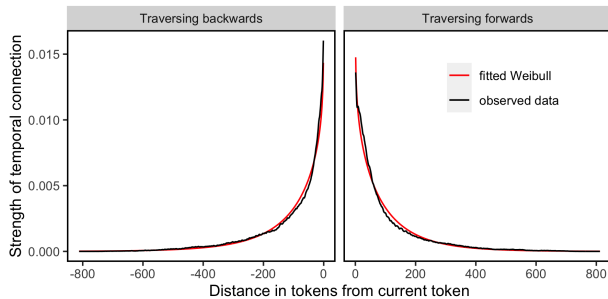 Traversing backwards
Traversing forwards
Strength of temporal connection
0.015
0.010
0.005
0.000
fitted Weibull
observed data
-800
-600
-400
-200
0
0
200
400
600
800
Distance in tokens from current token